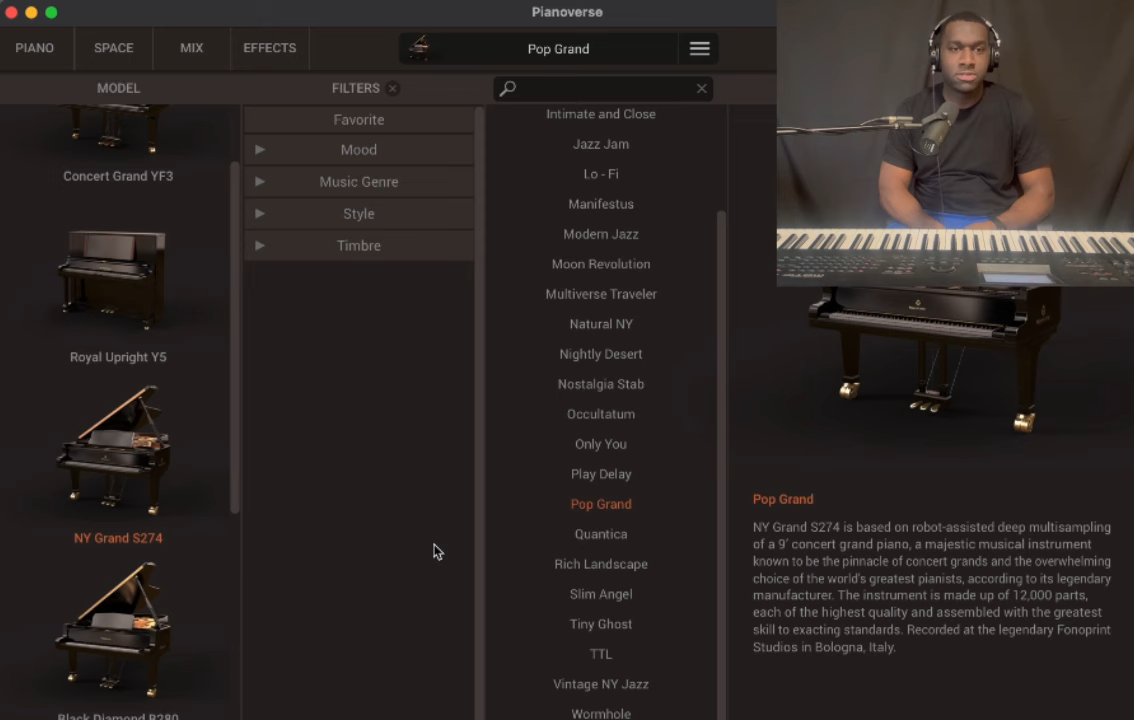 Pianoverse
PIANO
SPACE
MIX
EFFECTS
Pop Grand
MODEL
FILTERS
Concert Grand YF3
Royal Upright Y5
NY Grand S274
Black Diamond B280
Favorite
Mood
Music Genre
Style
Timbre
Intimate and Close
Jazz Jam
Lo - Fi
Manifestus
Modern Jazz
Moon Revolution
Multiverse Traveler
Natural NY
Nightly Desert
Nostalgia Stab
Occultatum
Only You
Play Delay
Pop Grand
Quantica
Rich Landscape
Slim Angel
Tiny Ghost
TTL
Vintage NY Jazz
Wormhole
Pop Grand
NY Grand S274 is based on robot-assisted deep multisampling
of a 9' concert grand piano, a majestic musical instrument
known to be the pinnacle of concert grands and the overwhelming
choice of the world's greatest pianists, according to its legendary
manufacturer. The instrument is made up of 12,000 parts,
each of the highest quality and assembled with the greatest
skill to exacting standards. Recorded at the legendary Fonoprint
Studios in Bologna, Italy.